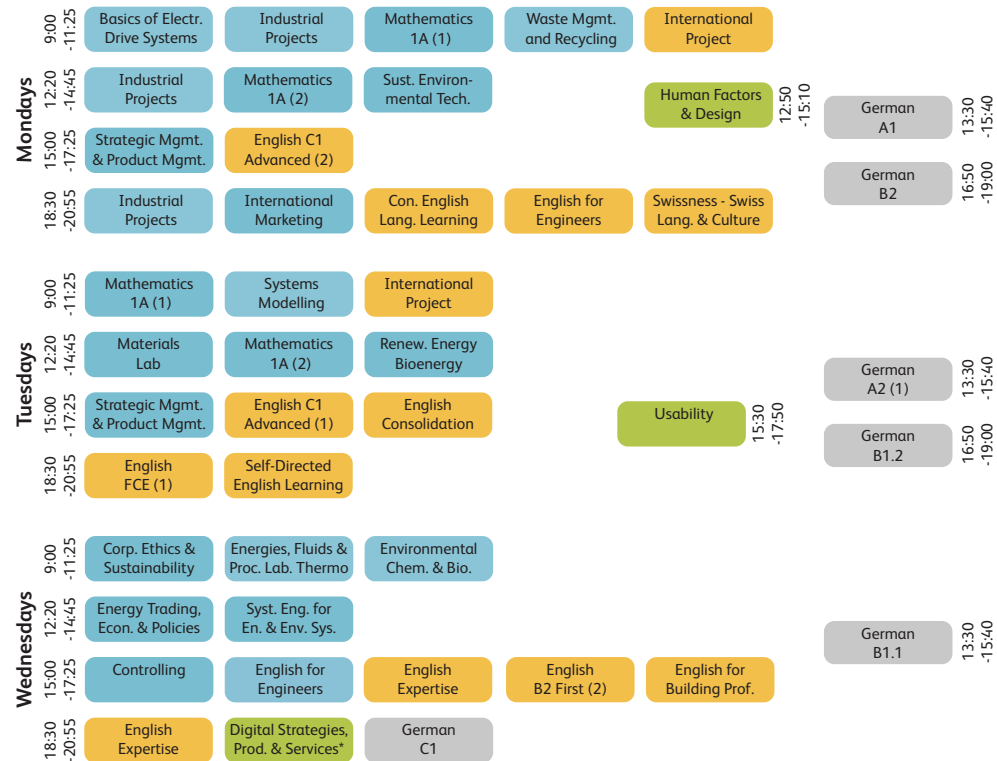 Mondays
9:00
-11:25
Basics of Electr.
Drive Systems
Industrial
Projects
Mathematics
1A (1)
Waste Mgmt.
and Recycling
International
Project
12:20
-14:45
Industrial
Projects
Mathematics
1A (2)
Sust. Environ-
mental Tech.
Human Factors
& Design
12:50
-15:10
German
A1
13:30
-15:40
15:00
-17:25
Strategic Mgmt.
& Product Mgmt.
English C1
Advanced (2)
German
B2
16:50
-19:00
18:30
-20:55
Industrial
Projects
International
Marketing
Con. English
Lang. Learning
English for
Engineers
Swissness - Swiss
Lang. & Culture
Tuesdays
9:00
-11:25
Mathematics
1A (1)
Systems
Modelling
International
Project
12:20
-14:45
Materials
Lab
Mathematics
1A (2)
Renew. Energy
Bioenergy
German
A2 (1)
13:30
-15:40
15:00
-17:25
Strategic Mgmt.
& Product Mgmt.
English C1
Advanced (1)
English
Consolidation
Usability
15:30
-17:50
German
B1.2
16:50
-19:00
18:30
-20:55
English
FCE (1)
Self-Directed
English Learning
Wednesdays
9:00
-11:25
Corp. Ethics &
Sustainability
Energies, Fluids &
Proc. Lab. Thermo
Environmental
Chem. & Bio.
12:20
-14:45
Energy Trading,
Econ. & Policies
Syst. Eng. for
En. & Env. Sys.
German
B1.1
13:30
-15:40
15:00
-17:25
Controlling
English for
Engineers
English
Expertise
English
B2 First (2)
English for
Building Prof.
18:30
-20:55
English
Expertise
Digital Strategies,
Prod. & Services*
German
C1